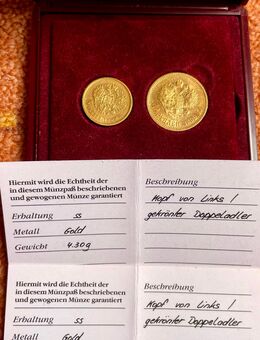 Hiermit wird die Echtheit der
in diesem Münzpaß beschriebenen
und gewogenen Münze garantiert
Erhaltung ss
Metall Gold
Gewicht 4.30g
Beschreibung
Kopf von Links /
gekrönter Doppeladler
Hiermit wird die Echtheit der
in diesem Münzpaß beschriebenen
und gewogenen Münze garantiert
Erhaltung ss
Metall Gold
Beschreibung
Kopf von Links /
gekrönter Doppeladler